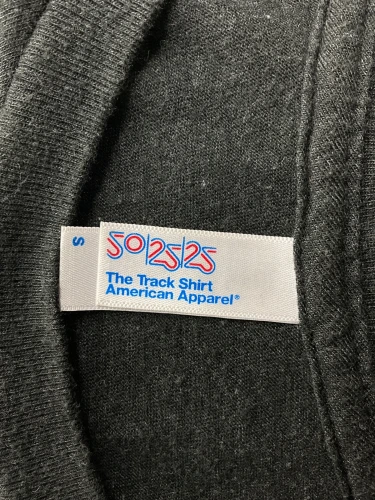 S
50/25/25
The Track Shirt
American Apparel®